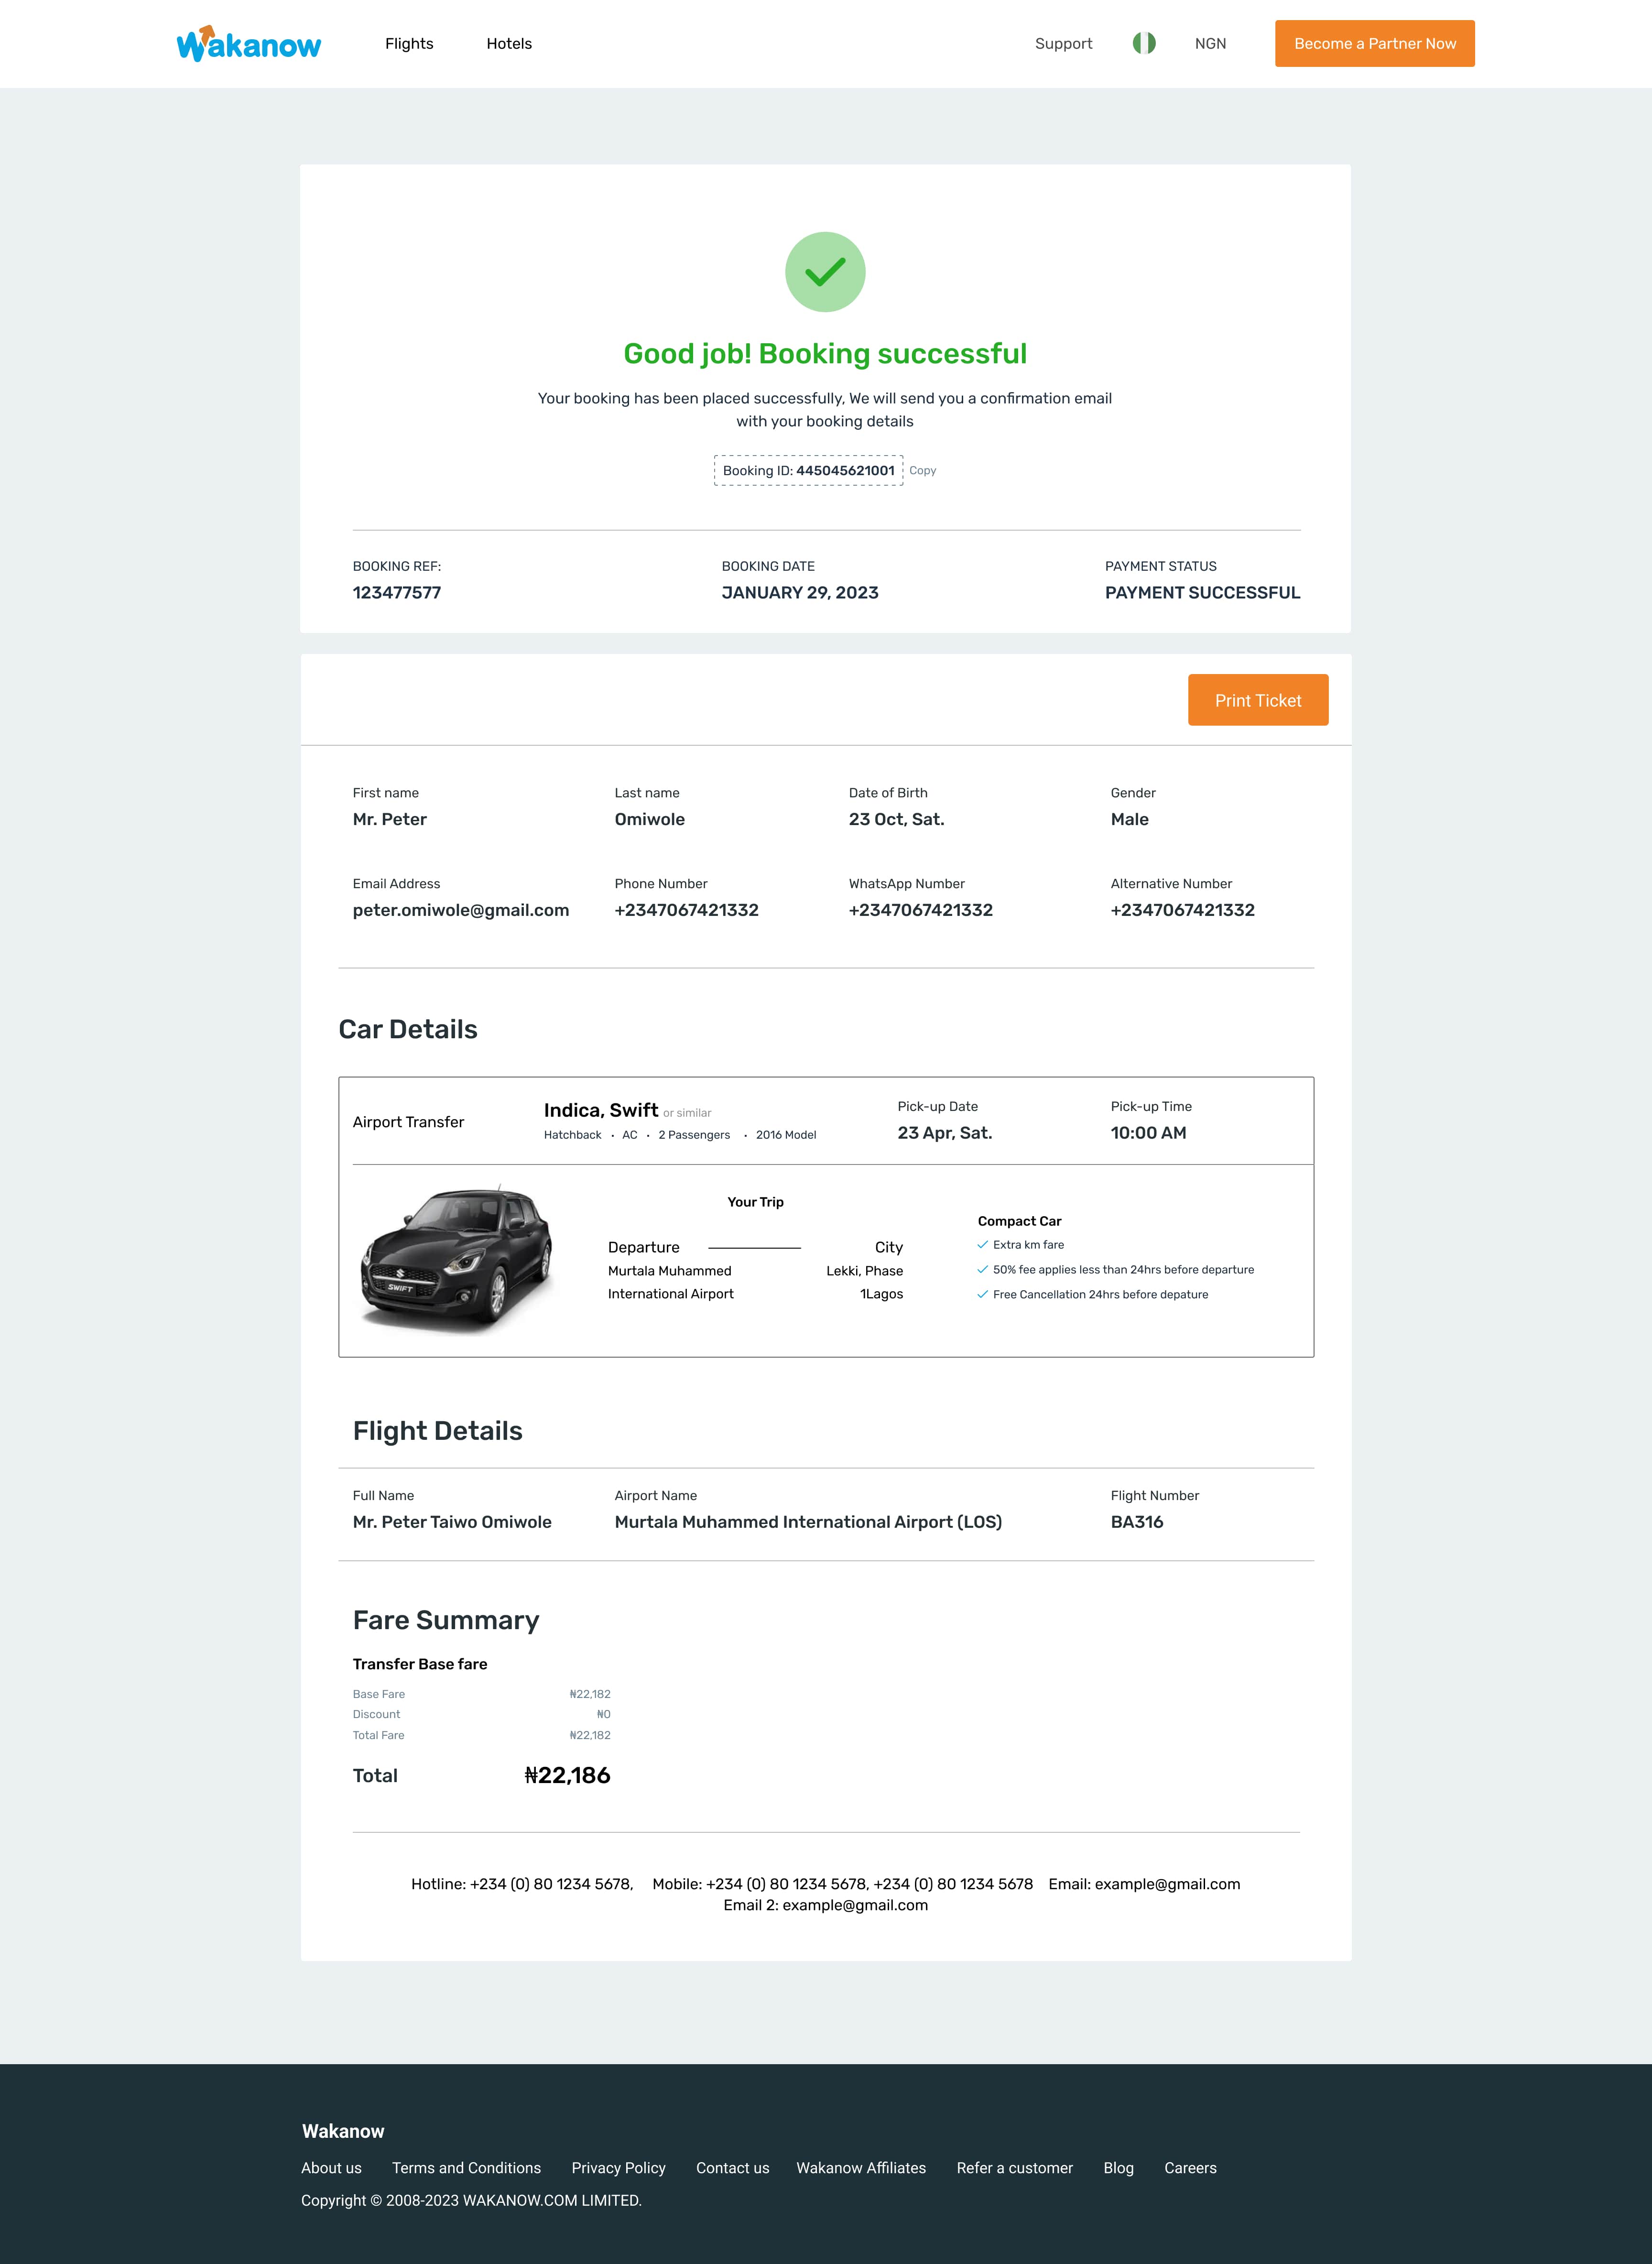 Wakanow
Flights
Hotels
Support
NGN
Become a Partner Now
Good job! Booking successful
Your booking has been placed successfully, We will send you a confirmation email
with your booking details
Booking ID: 445045621001 Copy
BOOKING REF:
BOOKING DATE
PAYMENT STATUS
123477577
JANUARY 29, 2023
PAYMENT SUCCESSFUL
Print Ticket
First name
Last name
Date of Birth
Gender
Mr. Peter
Omiwole
23 Oct, Sat.
Male
Email Address
Phone Number
WhatsApp Number
Alternative Number
peter.omiwole@gmail.com
+2347067421332
+2347067421332
+2347067421332
Car Details
Airport Transfer
Indica, Swift or similar
Hatchback • AC • 2 Passengers • 2016 Model
Pick-up Date
23 Apr, Sat.
Pick-up Time
10:00 AM
SWIFT
Your Trip
Departure
City
Murtala Muhammed
International Airport
Lekki, Phase
1Lagos
Compact Car
Extra km fare
50% fee applies less than 24hrs before departure
Free Cancellation 24hrs before depature
Flight Details
Full Name
Airport Name
Flight Number
Mr. Peter Taiwo Omiwole
Murtala Muhammed International Airport (LOS)
BA316
Fare Summary
Transfer Base fare
Base Fare ₦22,182
Discount ₦0
Total Fare ₦22,182
Total ₦22,186
Hotline: +234 (0) 80 1234 5678, Mobile: +234 (0) 80 1234 5678, +234 (0) 80 1234 5678 Email: example@gmail.com
Email 2: example@gmail.com
Wakanow
About us Terms and Conditions Privacy Policy Contact us Wakanow Affiliates Refer a customer Blog Careers
Copyright © 2008-2023 WAKANOW.COM LIMITED.